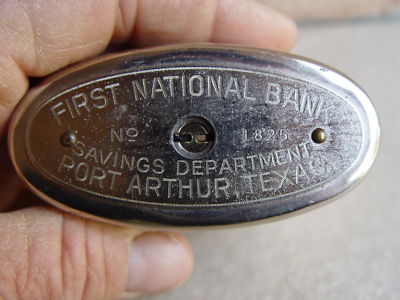 FIRST NATIONAL BANK
No 1825
SAVINGS DEPARTMENT
PORT ARTHUR, TEXAS